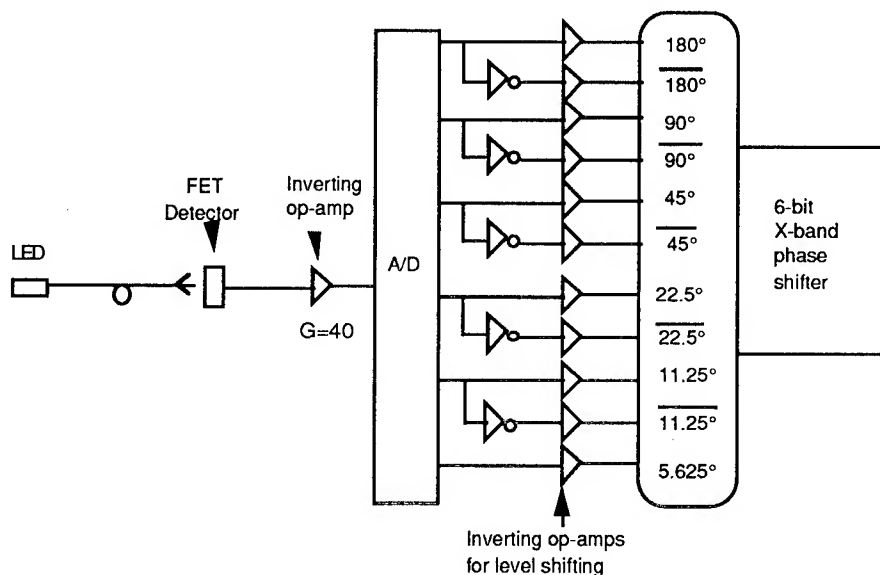 LED
FET
Detector
Inverting
op-amp
G=40
A/D
180°
180°
90°
90°
45°
45°
22.5°
22.5°
11.25°
11.25°
5.625°
6-bit
X-band
phase
shifter
Inverting op-amps
for level shifting